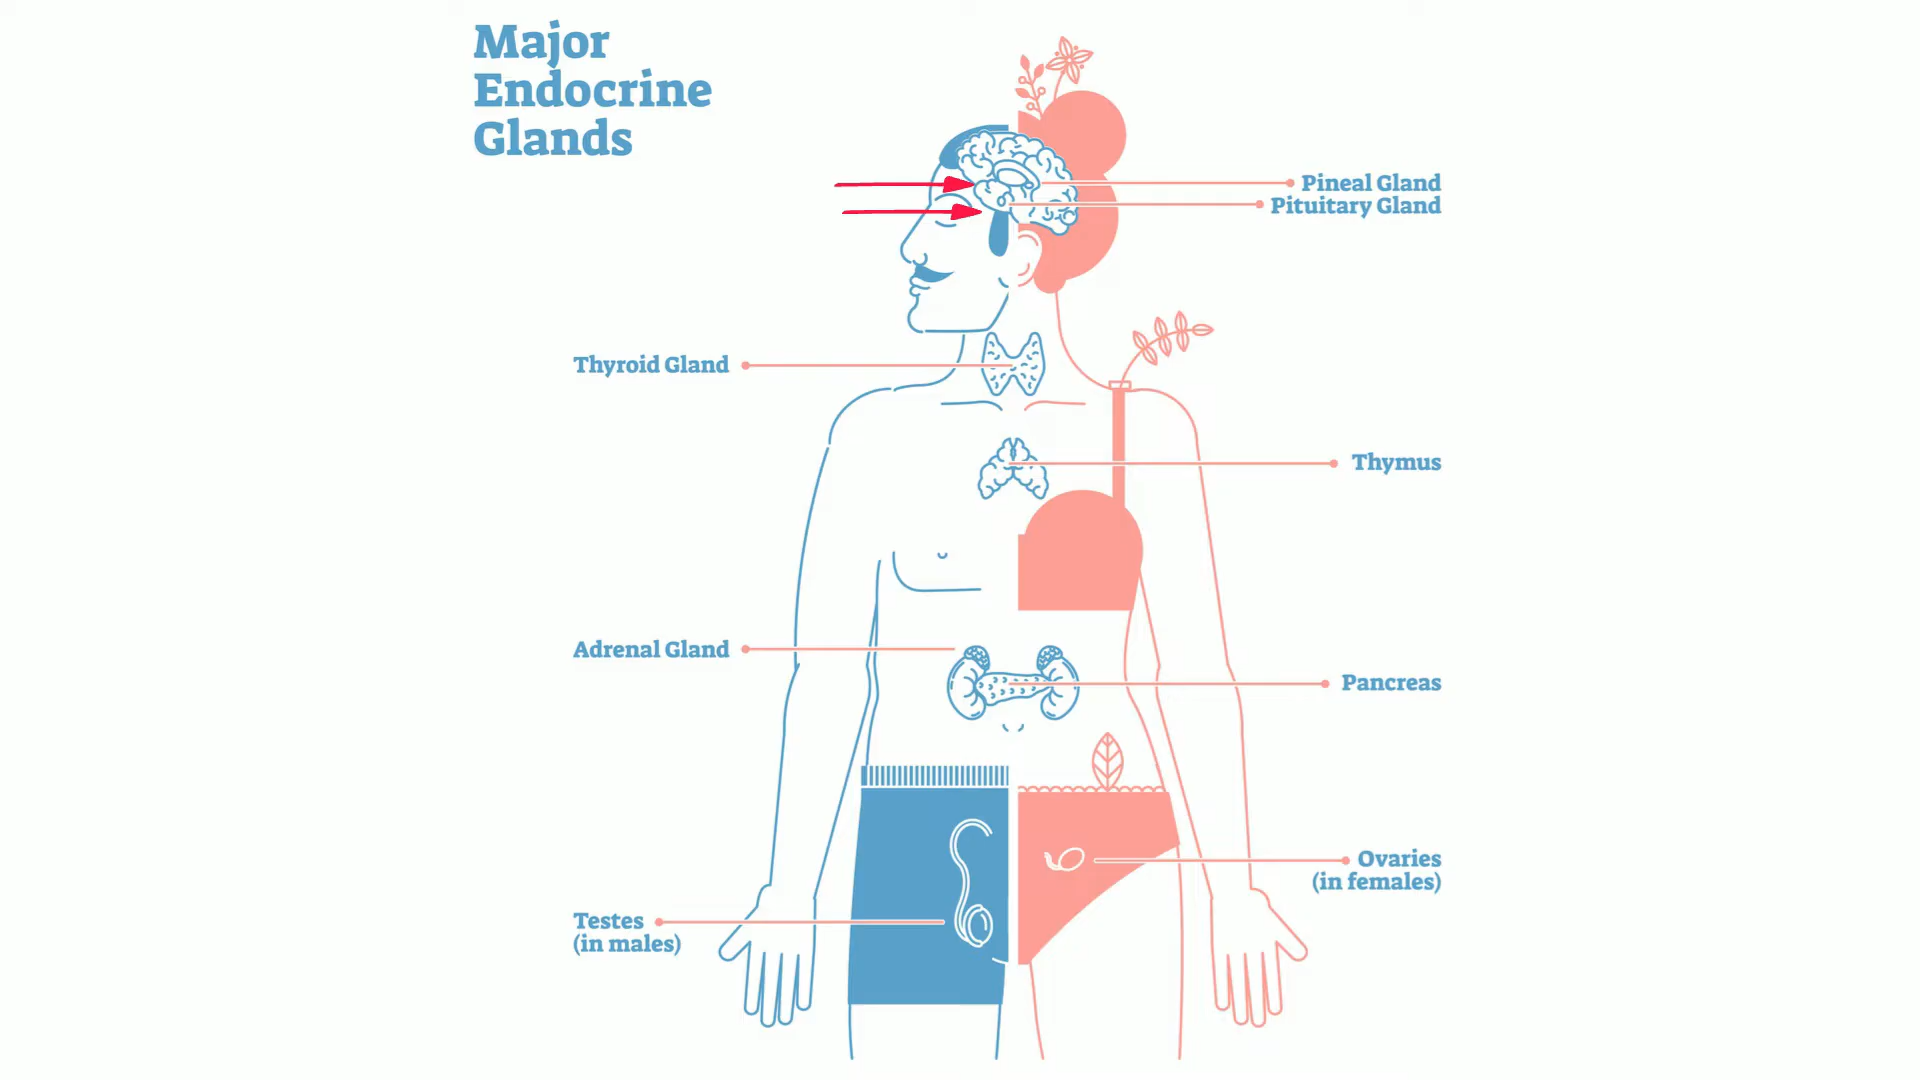 Major
Endocrine
Glands
Pineal Gland
Pituitary Gland
Thyroid Gland
Thymus
Adrenal Gland
Pancreas
Ovaries
(in females)
Testes
(in males)